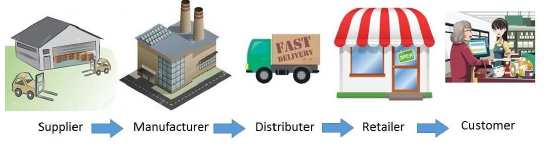 FAST
DELIVERY
OPEN
Supplier Manufacturer Distributer Retailer Customer